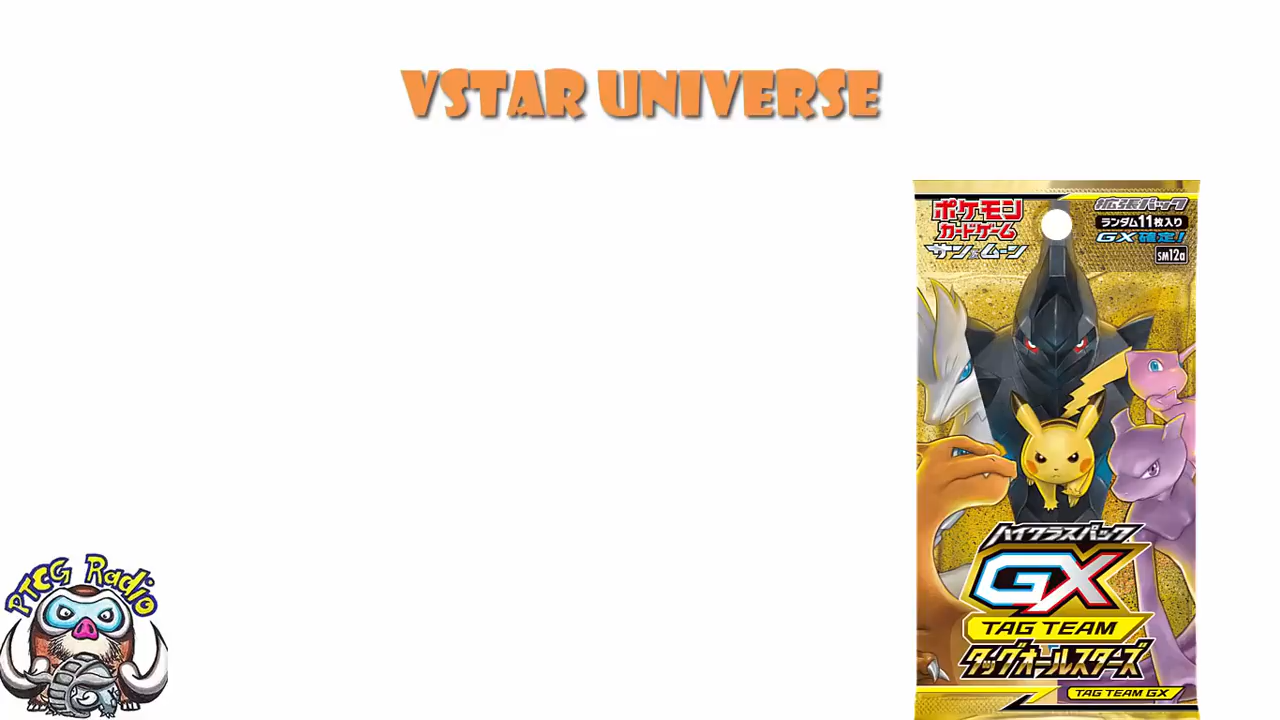 VSTAR UNIVERSE
ポケモン
カードゲーム
サン&ムーン
拡張パック
ランダム11枚入り
GX確定!
SM12a
ハイクラスパック
GX
TAG TEAM
タッグオールスターズ
TAG TEAM GX
PTCG Radio